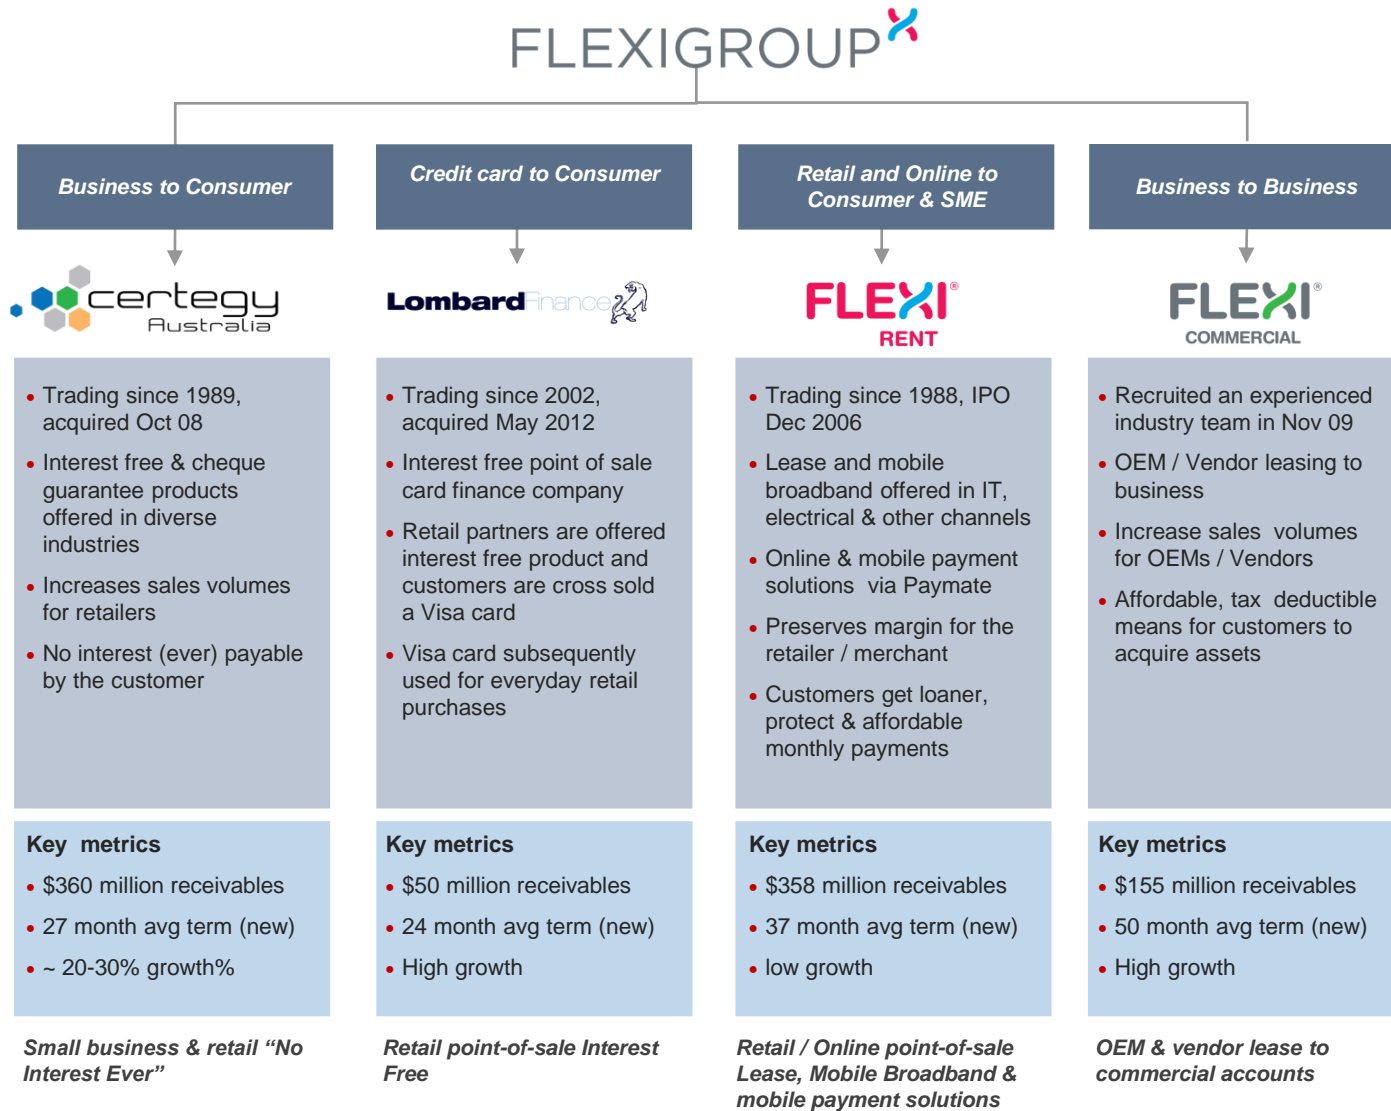 FLEXIGROUP
Business to Consumer
Credit card to Consumer
Retail and Online to
Consumer & SME
Business to Business
certegy
Australia
LombardFinance
FLEXI®
RENT
FLEXI®
COMMERCIAL
• Trading since 1989,
acquired Oct 08
• Interest free & cheque
guarantee products
offered in diverse
industries
• Increases sales volumes
for retailers
• No interest (ever) payable
by the customer
• Trading since 2002,
acquired May 2012
• Interest free point of sale
card finance company
• Retail partners are offered
interest free product and
customers are cross sold
a Visa card
• Visa card subsequently
used for everyday retail
purchases
• Trading since 1988, IPO
Dec 2006
• Lease and mobile
broadband offered in IT,
electrical & other channels
• Online & mobile payment
solutions via Paymate
• Preserves margin for the
retailer / merchant
• Customers get loaner,
protect & affordable
monthly payments
• Recruited an experienced
industry team in Nov 09
• OEM / Vendor leasing to
business
• Increase sales volumes
for OEMs / Vendors
• Affordable, tax deductible
means for customers to
acquire assets
Key metrics
• $360 million receivables
• 27 month avg term (new)
• ~ 20-30% growth%
Key metrics
• $50 million receivables
• 24 month avg term (new)
• High growth
Key metrics
• $358 million receivables
• 37 month avg term (new)
• low growth
Key metrics
• $155 million receivables
• 50 month avg term (new)
• High growth
Small business & retail “No
Interest Ever”
Retail point-of-sale Interest
Free
Retail / Online point-of-sale
Lease, Mobile Broadband &
mobile payment solutions
OEM & vendor lease to
commercial accounts